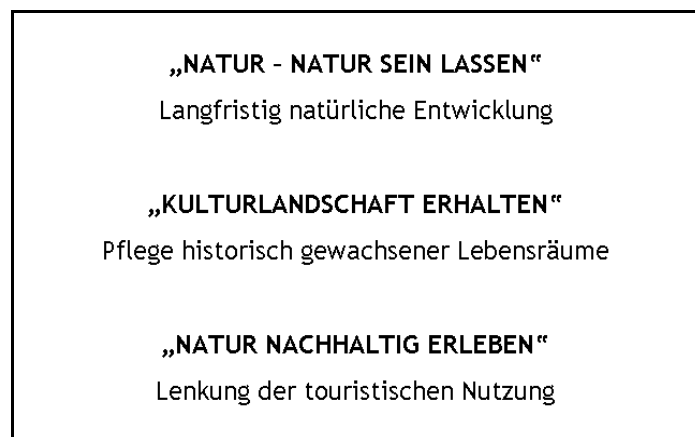 „NATUR – NATUR SEIN LASSEN“
Langfristig natürliche Entwicklung
„KULTURLANDSCHAFT ERHALTEN“
Pflege historisch gewachsener Lebensräume
„NATUR NACHHALTIG ERLEBEN“
Lenkung der touristischen Nutzung